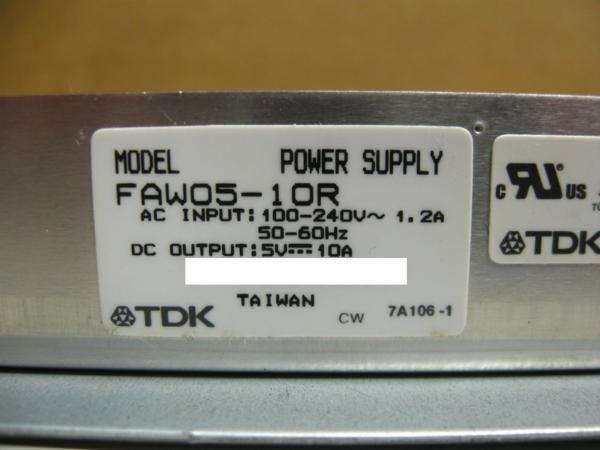 MODEL POWER SUPPLY
FAW05-10R
AC INPUT:100-240V~ 1.2A
50-60Hz
DC OUTPUT:5V⎓10A
TAIWAN
TDK CW 7A106-1
c RU US
TDK